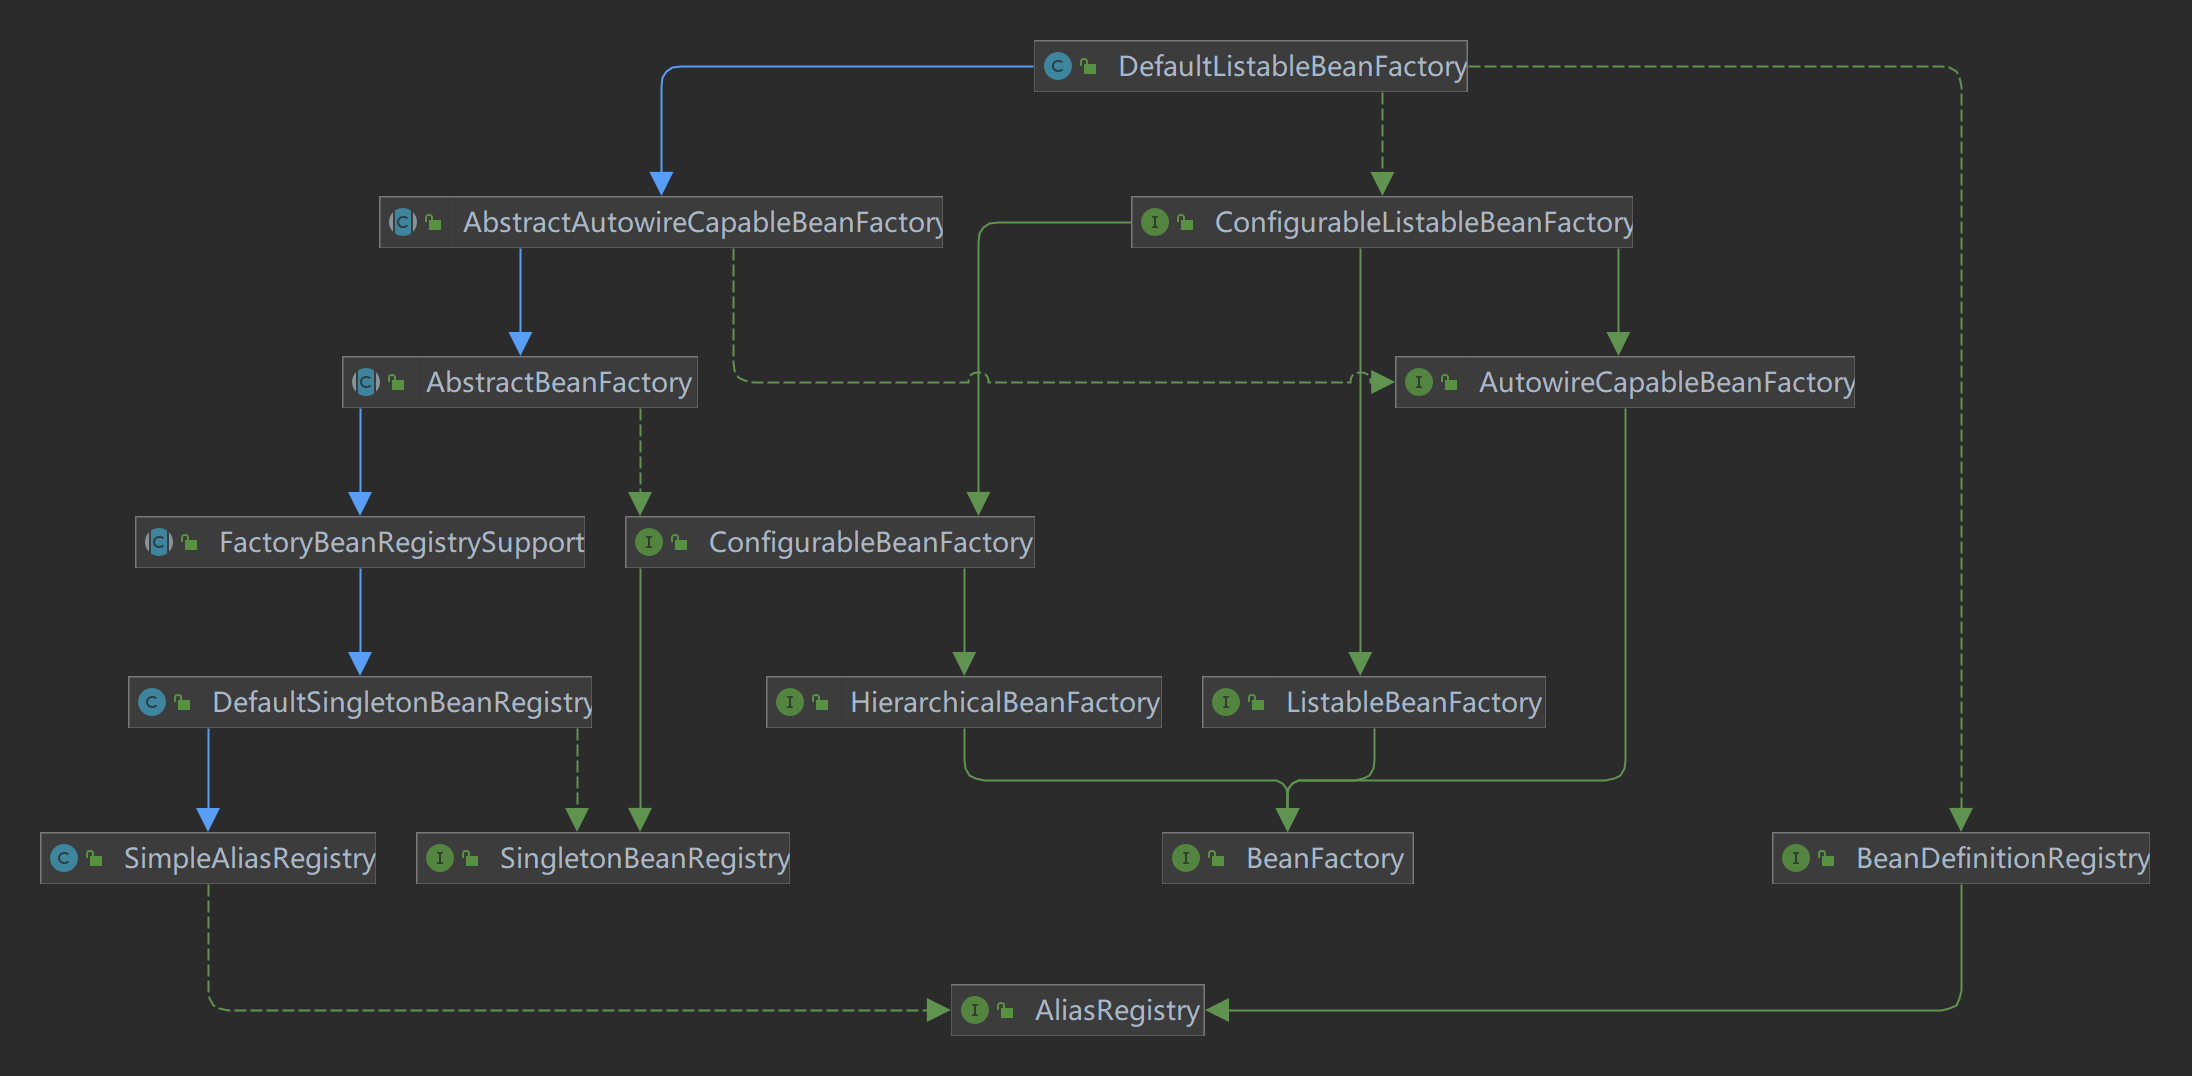 DefaultListableBeanFactory
AbstractAutowireCapableBeanFactory
ConfigurableListableBeanFactory
AbstractBeanFactory
AutowireCapableBeanFactory
FactoryBeanRegistrySupport
ConfigurableBeanFactory
DefaultSingletonBeanRegistry
HierarchicalBeanFactory
ListableBeanFactory
SimpleAliasRegistry
SingletonBeanRegistry
BeanFactory
BeanDefinitionRegistry
AliasRegistry